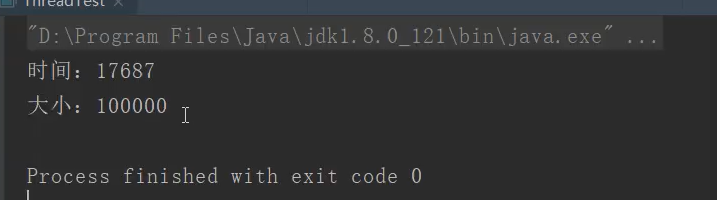 ThreadTest ×
"D:\Program Files\Java\jdk1.8.0_121\bin\java.exe" ...
时间：17687
大小：100000
Process finished with exit code 0